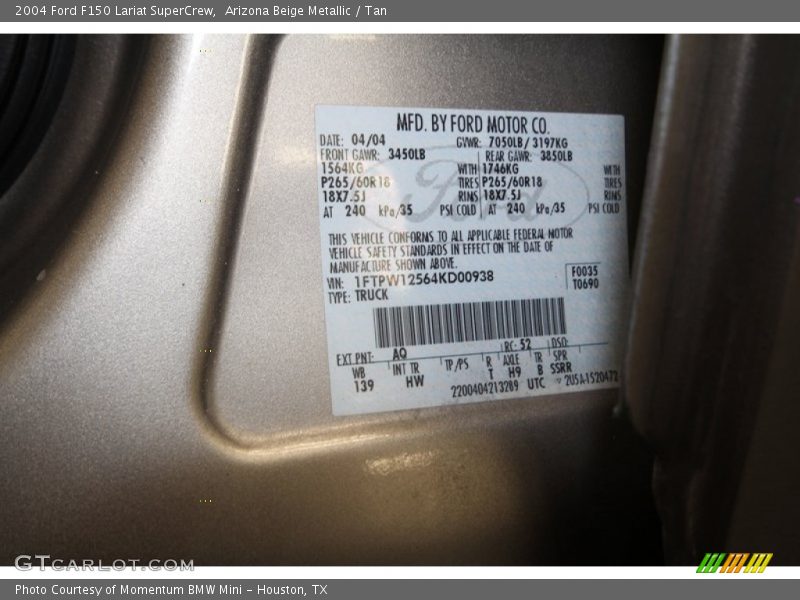 2004 Ford F150 Lariat SuperCrew,  Arizona Beige Metallic / Tan
MFD. BY FORD MOTOR CO.
DATE: 04/04 GVWR: 7050LB/ 3197KG
FRONT GAWR: 3450LB REAR GAWR: 3850LB
1564KG WITH 1746KG WITH
P265/60R18 TIRES P265/60R18 TIRES
18X7.5J RIMS 18X7.5J RIMS
AT 240 kPa/35 PSI COLD AT 240 kPa/35 PSI COLD
Ford
THIS VEHICLE CONFORMS TO ALL APPLICABLE FEDERAL MOTOR
VEHICLE SAFETY STANDARDS IN EFFECT ON THE DATE OF
MANUFACTURE SHOWN ABOVE.
VIN: 1FTPW12564KD00938 F0035
TYPE: TRUCK T0690
RC: 52 DSO:
EXT PNT: AQ
WB INT TR TP/PS R AXLE TR SPR
139 HW T H9 B SSRR
2200404213289 UTC 2USA-1520472
GTCARLOT.COM
Photo Courtesy of Momentum BMW Mini - Houston, TX